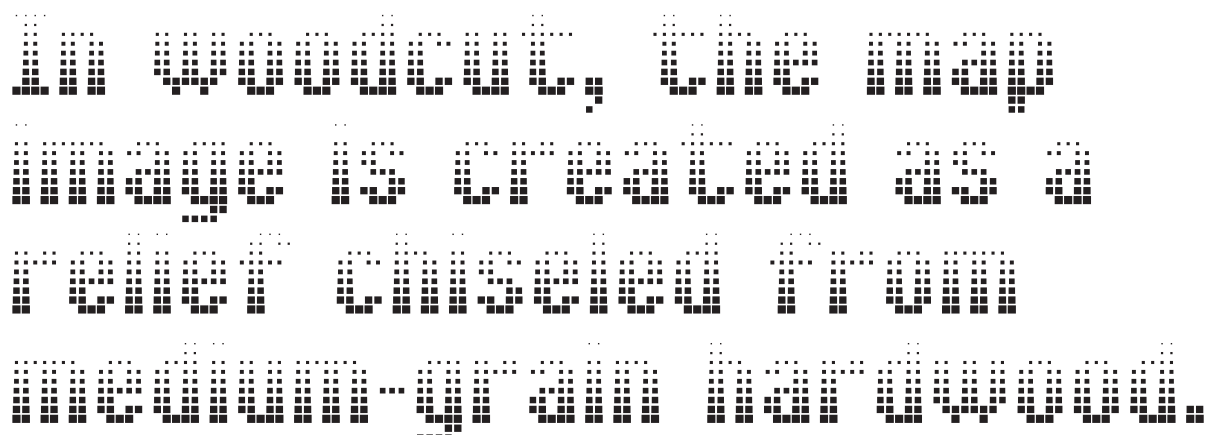 In woodcut, the map
image is created as a
relief chiseled from
medium-grain hardwood.